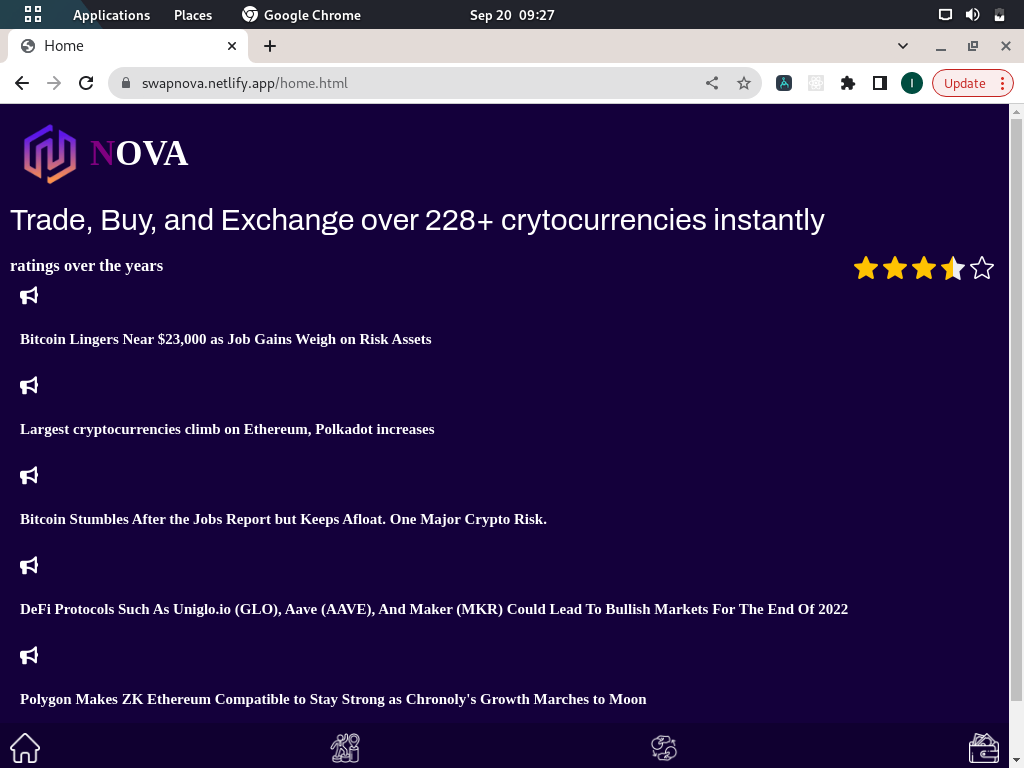 Applications Places Google Chrome Sep 20 09:27
Home
swapnova.netlify.app/home.html I Update
NOVA
Trade, Buy, and Exchange over 228+ crytocurrencies instantly
ratings over the years
Bitcoin Lingers Near $23,000 as Job Gains Weigh on Risk Assets
Largest cryptocurrencies climb on Ethereum, Polkadot increases
Bitcoin Stumbles After the Jobs Report but Keeps Afloat. One Major Crypto Risk.
DeFi Protocols Such As Uniglo.io (GLO), Aave (AAVE), And Maker (MKR) Could Lead To Bullish Markets For The End Of 2022
Polygon Makes ZK Ethereum Compatible to Stay Strong as Chronoly's Growth Marches to Moon